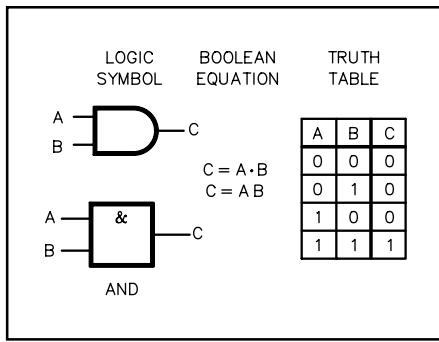 LOGIC SYMBOL
BOOLEAN EQUATION
TRUTH TABLE
A
B
C
C = A • B
C = A B
A B C
0 0 0
0 1 0
1 0 0
1 1 1
A
B
&
C
AND